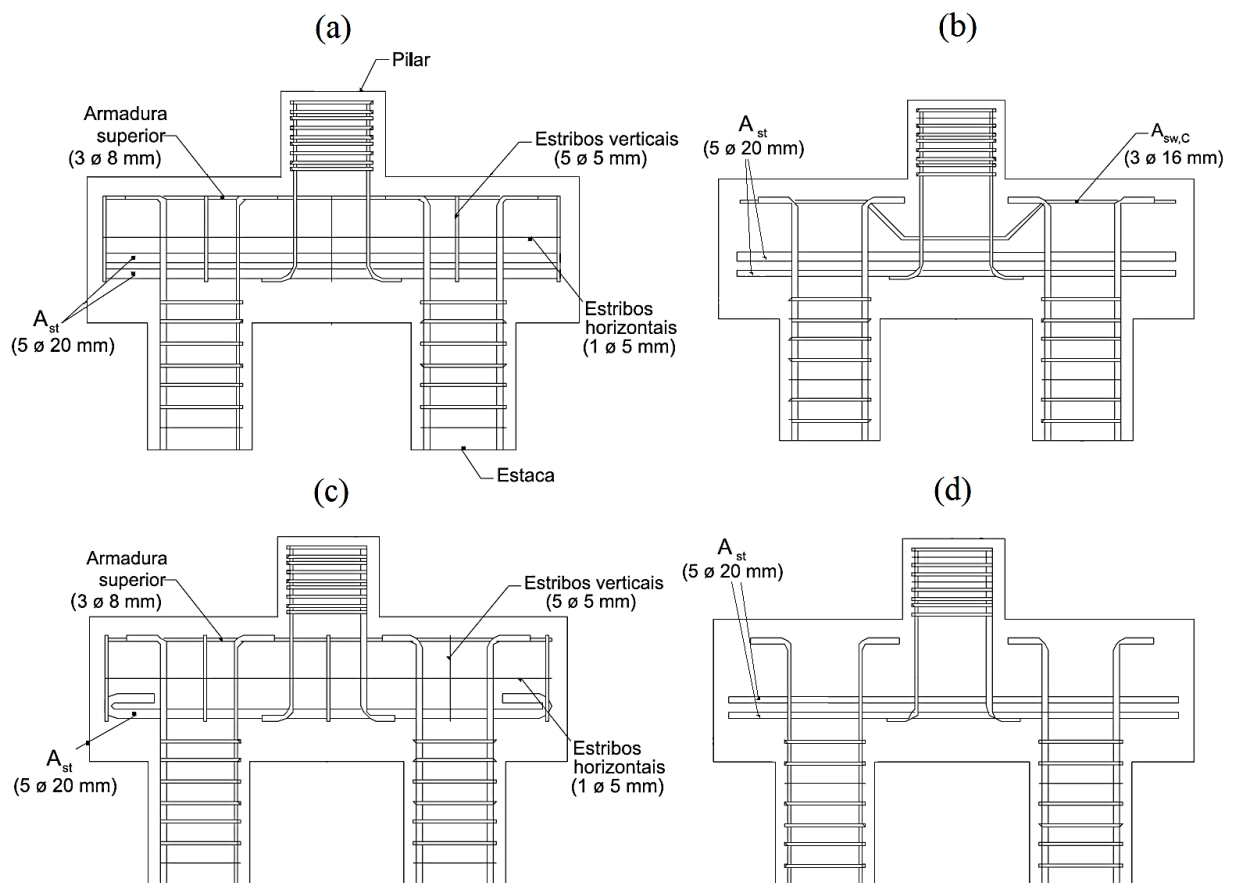 (a)
Pilar
Armadura
superior
(3 ø 8 mm)
Estribos verticais
(5 ø 5 mm)
A st
(5 ø 20 mm)
Estribos
horizontais
(1 ø 5 mm)
Estaca
(b)
A st
(5 ø 20 mm)
A sw,C
(3 ø 16 mm)
(c)
Armadura
superior
(3 ø 8 mm)
Estribos verticais
(5 ø 5 mm)
A st
(5 ø 20 mm)
Estribos
horizontais
(1 ø 5 mm)
(d)
A st
(5 ø 20 mm)